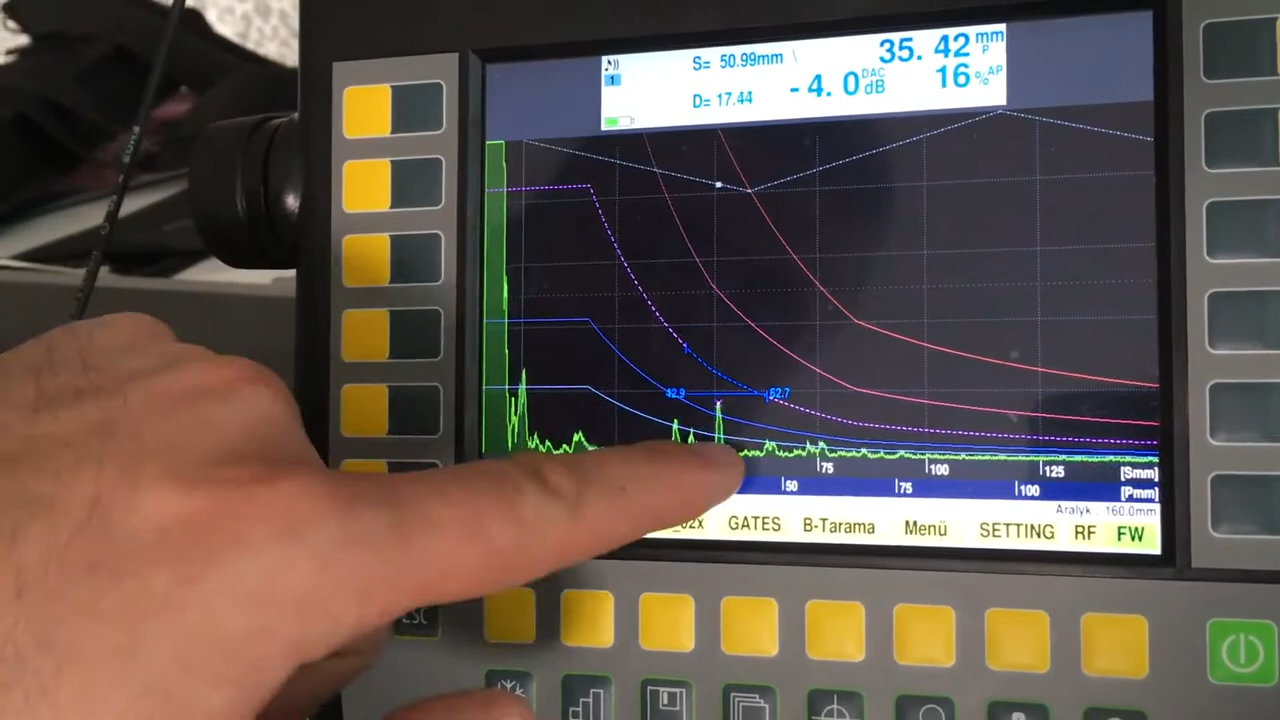 1
S= 50.99mm
35.42 mm P
D= 17.44
-4.0 DAC dB
16 % AP
42.9
52.7
75
100
125
[Smm]
50
75
100
[Pmm]
Aralyk : 160.0mm
GATES
B-Tarama
Menü
SETTING
RF
FW
ESC